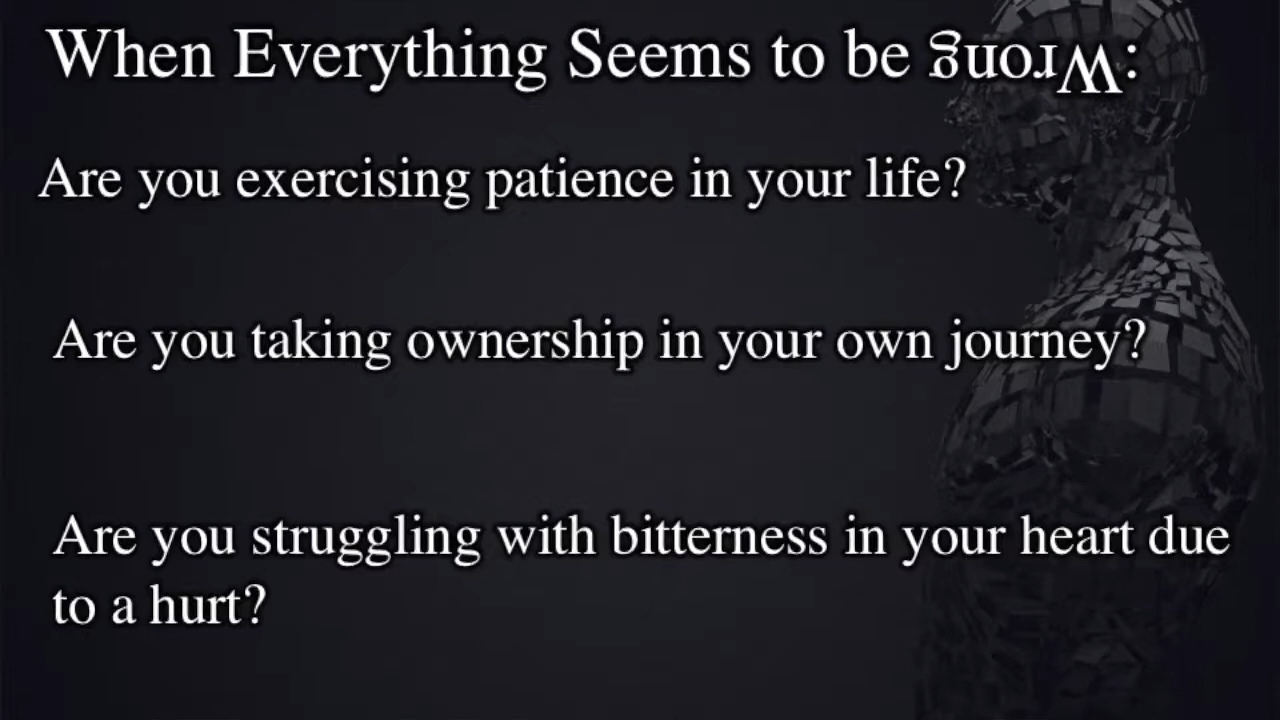 When Everything Seems to be Wrong:
Are you exercising patience in your life?
Are you taking ownership in your own journey?
Are you struggling with bitterness in your heart due
to a hurt?